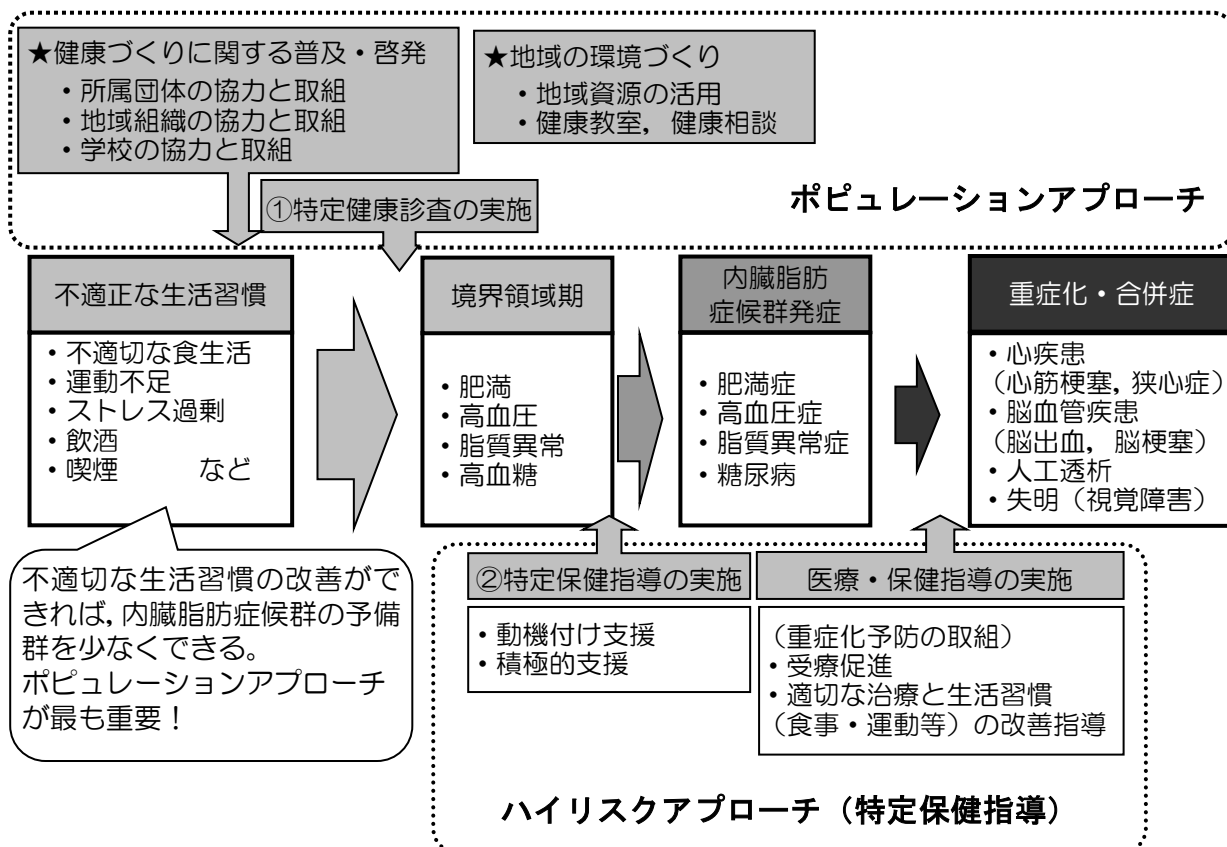 ★健康づくりに関する普及・啓発
・所属団体の協力と取組
・地域組織の協力と取組
・学校の協力と取組
★地域の環境づくり
・地域資源の活用
・健康教室，健康相談
ポピュレーションアプローチ
①特定健康診査の実施
不適正な生活習慣
・不適切な食生活
・運動不足
・ストレス過剰
・飲酒
・喫煙　　　など
境界領域期
・肥満
・高血圧
・脂質異常
・高血糖
内臓脂肪
症候群発症
・肥満症
・高血圧症
・脂質異常症
・糖尿病
重症化・合併症
・心疾患
（心筋梗塞，狭心症）
・脳血管疾患
（脳出血，脳梗塞）
・人工透析
・失明（視覚障害）
不適切な生活習慣の改善がで
きれば，内臓脂肪症候群の予備
群を少なくできる。
ポピュレーションアプローチ
が最も重要！
②特定保健指導の実施
・動機付け支援
・積極的支援
医療・保健指導の実施
（重症化予防の取組）
・受療促進
・適切な治療と生活習慣
（食事・運動等）の改善指導
ハイリスクアプローチ（特定保健指導）